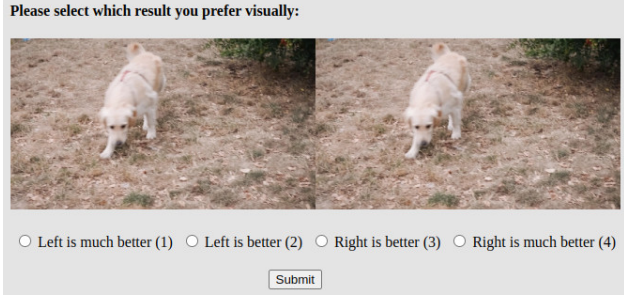 Please select which result you prefer visually:
Left is much better (1) Left is better (2) Right is better (3) Right is much better (4)
Submit